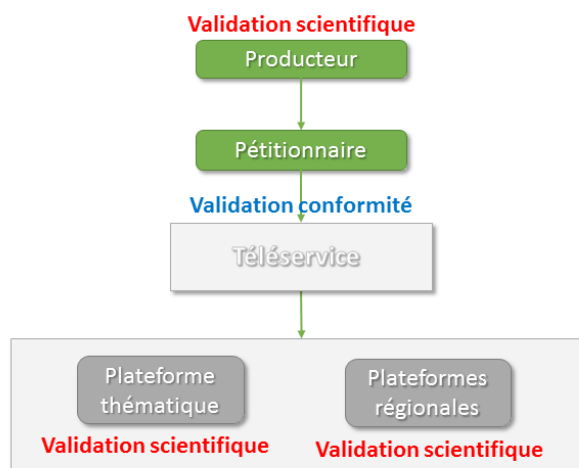 Validation scientifique
Producteur
Pétitionnaire
Validation conformité
Téléservice
Plateforme
thématique
Plateformes
régionales
Validation scientifique
Validation scientifique